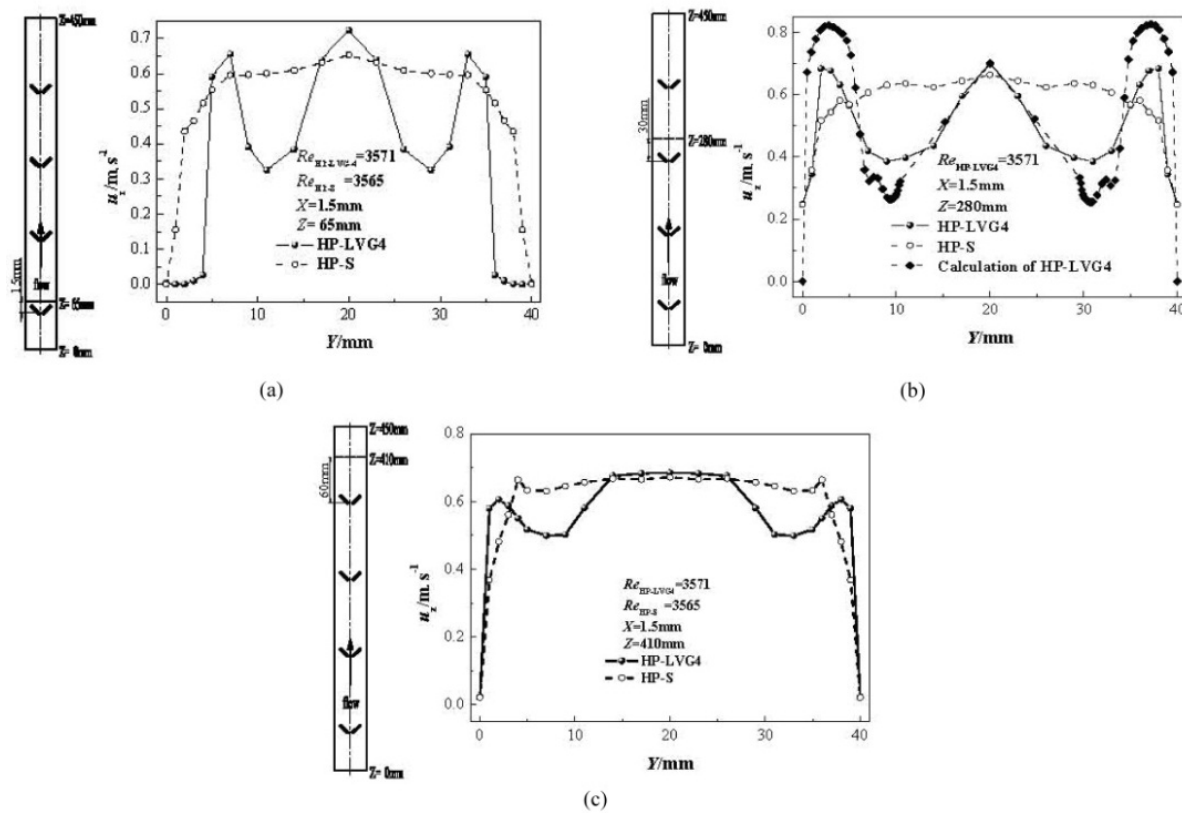 Z=450mm
15mm
flow
Z= 65mm
Z= 0mm
u_z/m.s⁻¹
0.7
0.6
0.5
0.4
0.3
0.2
0.1
0.0
=3571
=3565
X=1.5mm
Z= 65mm
HP-LVG4
HP-S
0 10 20 30 40
Y/mm
(a)
Z=450mm
30mm
Z=280mm
flow
Z= 0mm
u_z/m.s⁻¹
0.8
0.6
0.4
0.2
0.0
Re_HP-LVG4=3571
X=1.5mm
Z=280mm
HP-LVG4
HP-S
Calculation of HP-LVG4
0 10 20 30 40
Y/mm
(b)
Z=450mm
Z=410mm
60mm
flow
Z= 0mm
u_z/m.s⁻¹
0.8
0.6
0.4
0.2
0.0
Re_HP-LVG4=3571
Re_HP-S =3565
X=1.5mm
Z=410mm
HP-LVG4
HP-S
0 10 20 30 40
Y/mm
(c)